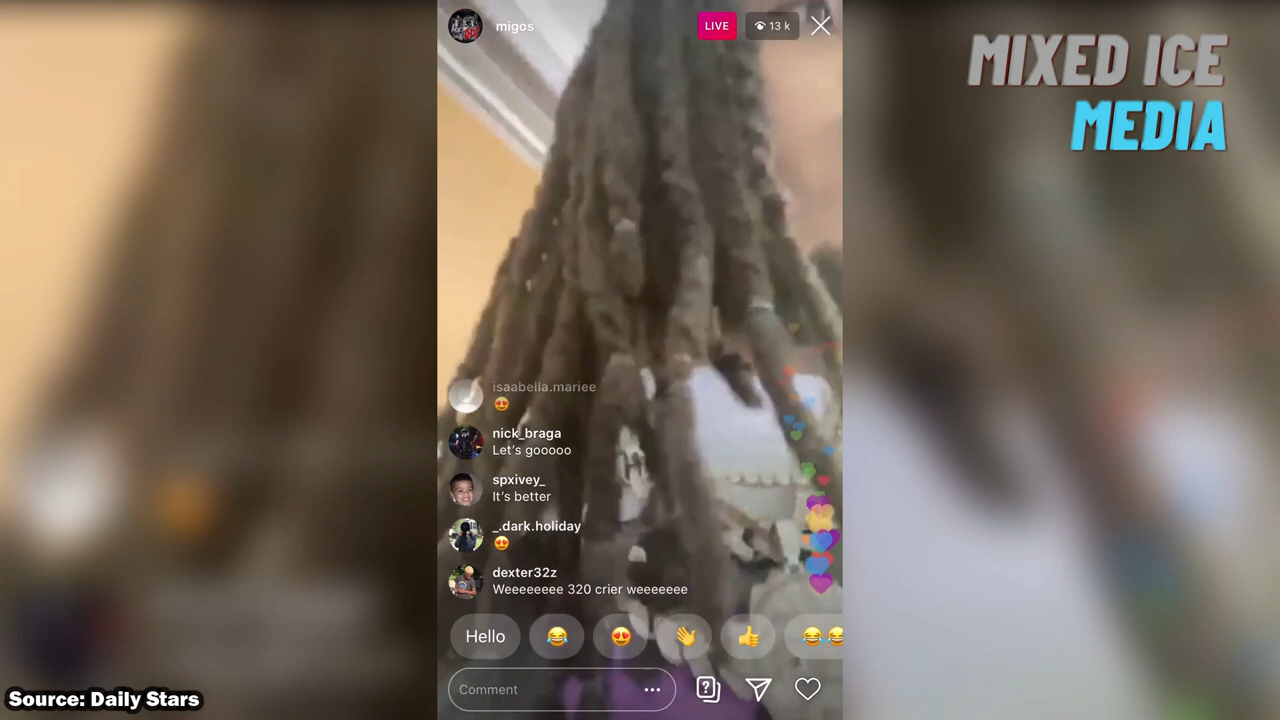 migos
LIVE
13 k
MIXED ICE
MEDIA
isaabella.mariee
😍
nick_braga
Let's gooooo
spxivey_
It's better
_.dark.holiday
😍
dexter32z
Weeeeeeee 320 crier weeeeeee
Hello 😂 😍 👋 👍 😂😂
Comment
Source: Daily Stars